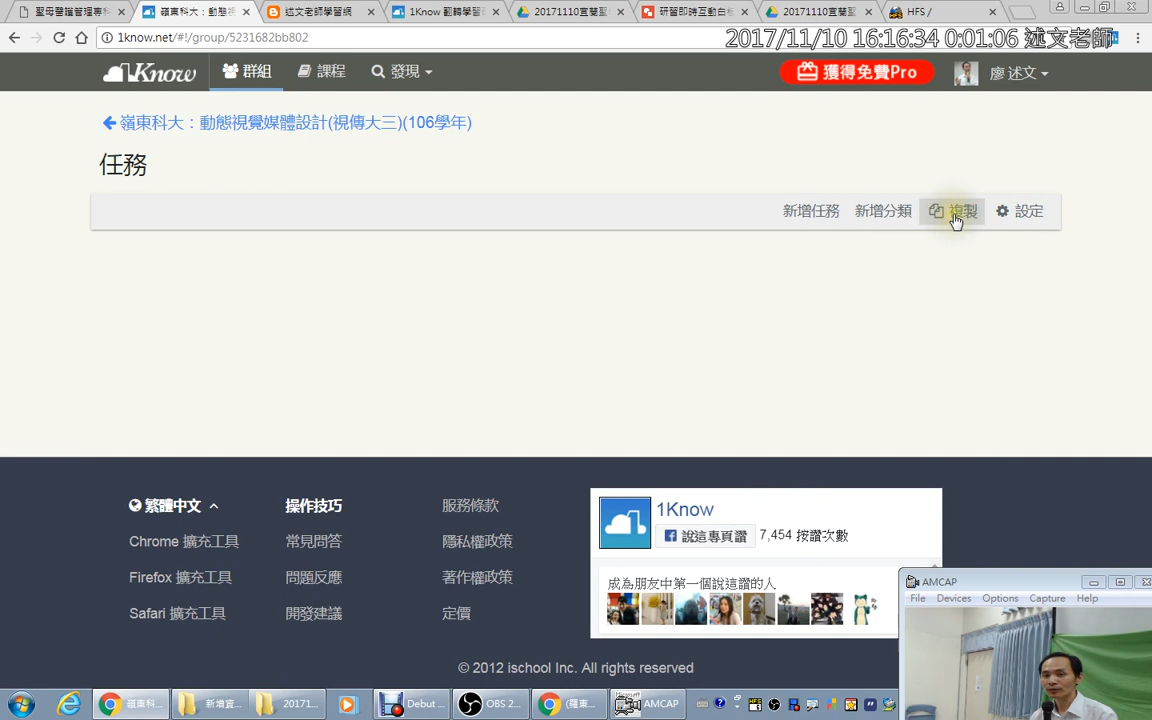 聖母醫護管理專科
嶺東科大：動態視
述文老師學習網
1Know 翻轉學習
20171110宜蘭聖
研習即時互動白板
20171110宜蘭聖
HFS /
1know.net/#!/group/5231682bb802
2017/11/10 16:16:34 0:01:06 述文老師
1Know
群組
課程
發現
獲得免費Pro
廖 述文
嶺東科大：動態視覺媒體設計(視傳大三)(106學年)
任務
新增任務
新增分類
複製
設定
繁體中文
操作技巧
服務條款
Chrome 擴充工具
常見問答
隱私權政策
Firefox 擴充工具
問題反應
著作權政策
Safari 擴充工具
開發建議
定價
1Know
說這專頁讚
7,454 按讚次數
成為朋友中第一個說這讚的人
© 2012 ischool Inc. All rights reserved
AMCAP
File Devices Options Capture Help
嶺東科...
新增資...
20171...
Debut ...
OBS 2...
(羅東...
AMCAP